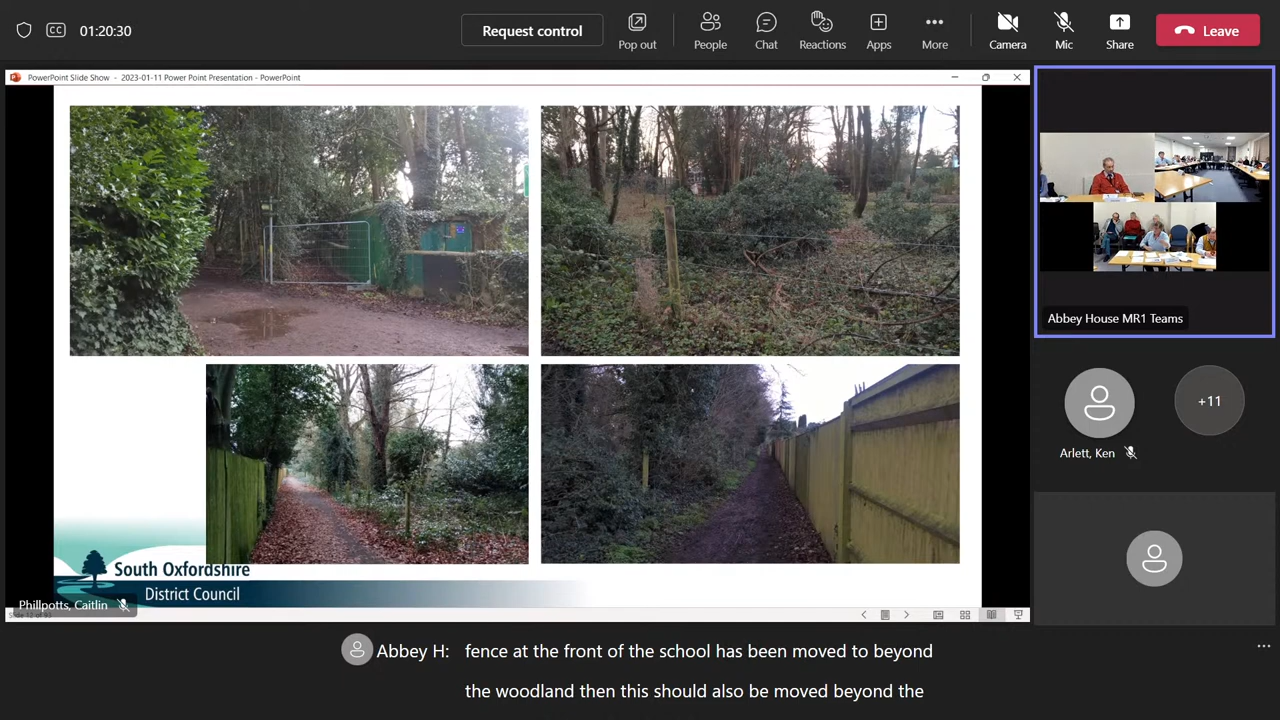 CC
01:20:30
Request control
Pop out
People
Chat
Reactions
Apps
More
Camera
Mic
Share
Leave
PowerPoint Slide Show - 2023-01-11 Power Point Presentation - PowerPoint
South Oxfordshire
District Council
Phillpotts, Caitlin
Abbey House MR1 Teams
Arlett, Ken
+11
Abbey H: fence at the front of the school has been moved to beyond
the woodland then this should also be moved beyond the